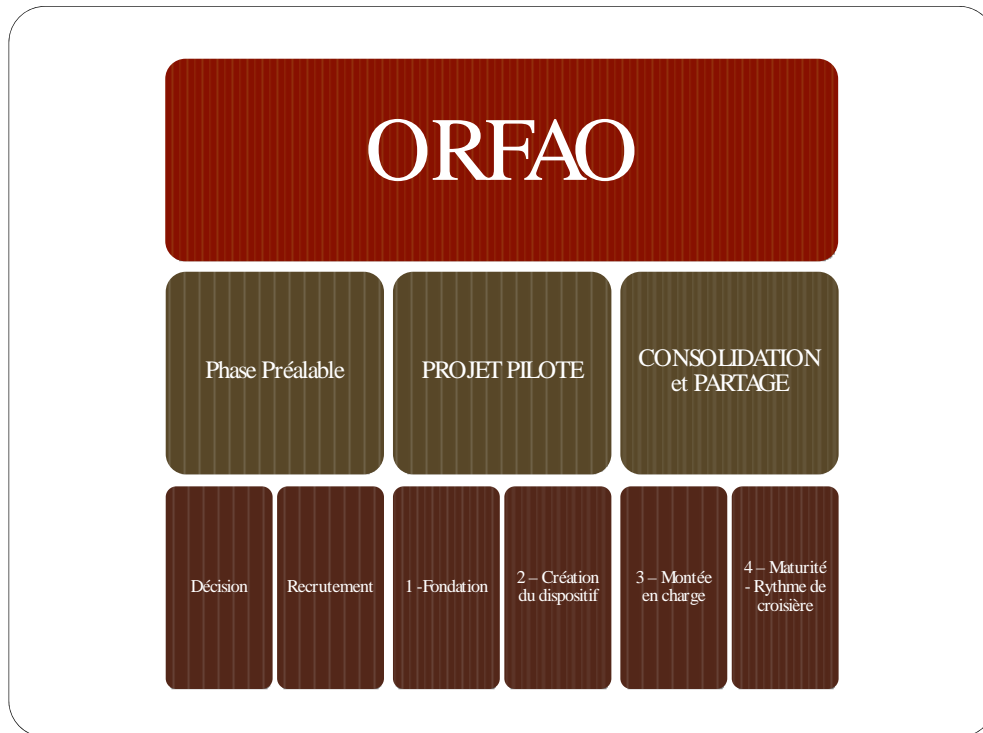 ORFAO
Phase Préalable
PROJET PILOTE
CONSOLIDATION
et PARTAGE
Décision
Recrutement
1 -Fondation
2 – Création
du dispositif
3 – Montée
en charge
4 – Maturité
- Rythme de
croisière